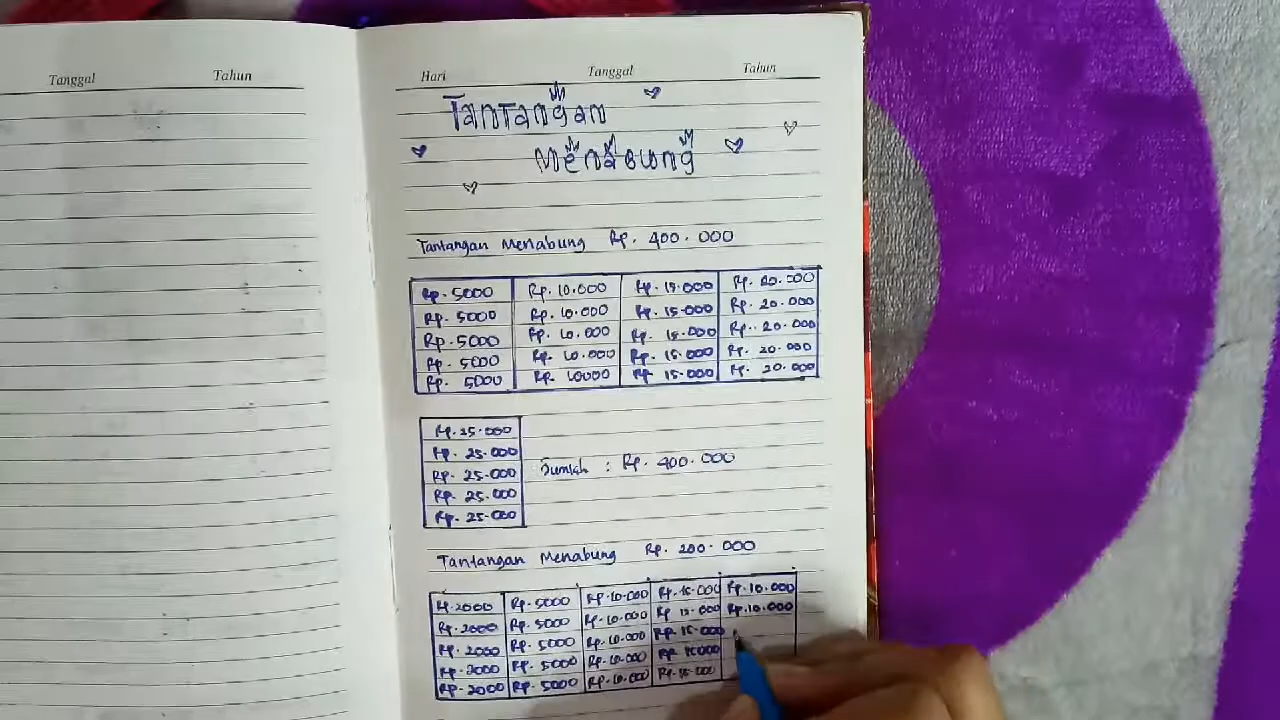 Tanggal Tahun
Hari Tanggal Tahun
Tantangan
Menabung
Tantangan Menabung Rp. 400.000
Rp. 5000 Rp. 10.000 Rp. 15.000 Rp. 20.000
Rp. 5000 Rp. 10.000 Rp. 15.000 Rp. 20.000
Rp. 5000 Rp. 10.000 Rp. 15.000 Rp. 20.000
Rp. 5000 Rp. 10.000 Rp. 15.000 Rp. 20.000
Rp. 5000 Rp. 10000 Rp. 15.000 Rp. 20.000
Rp. 25.000
Rp. 25.000
Rp. 25.000
Rp. 25.000
Rp. 25.000
Jumlah : Rp. 400.000
Tantangan Menabung Rp. 200.000
Rp. 2000 Rp. 5000 Rp. 10.000 Rp. 15.000 Rp. 10.000
Rp. 2000 Rp. 5000 Rp. 10.000 Rp. 15.000 Rp. 10.000
Rp. 2000 Rp. 5000 Rp. 10.000 Rp. 15.000
Rp. 2000 Rp. 5000 Rp. 10.000 Rp. 15000
Rp. 2000 Rp. 5000 Rp. 10.000 Rp. 15.000